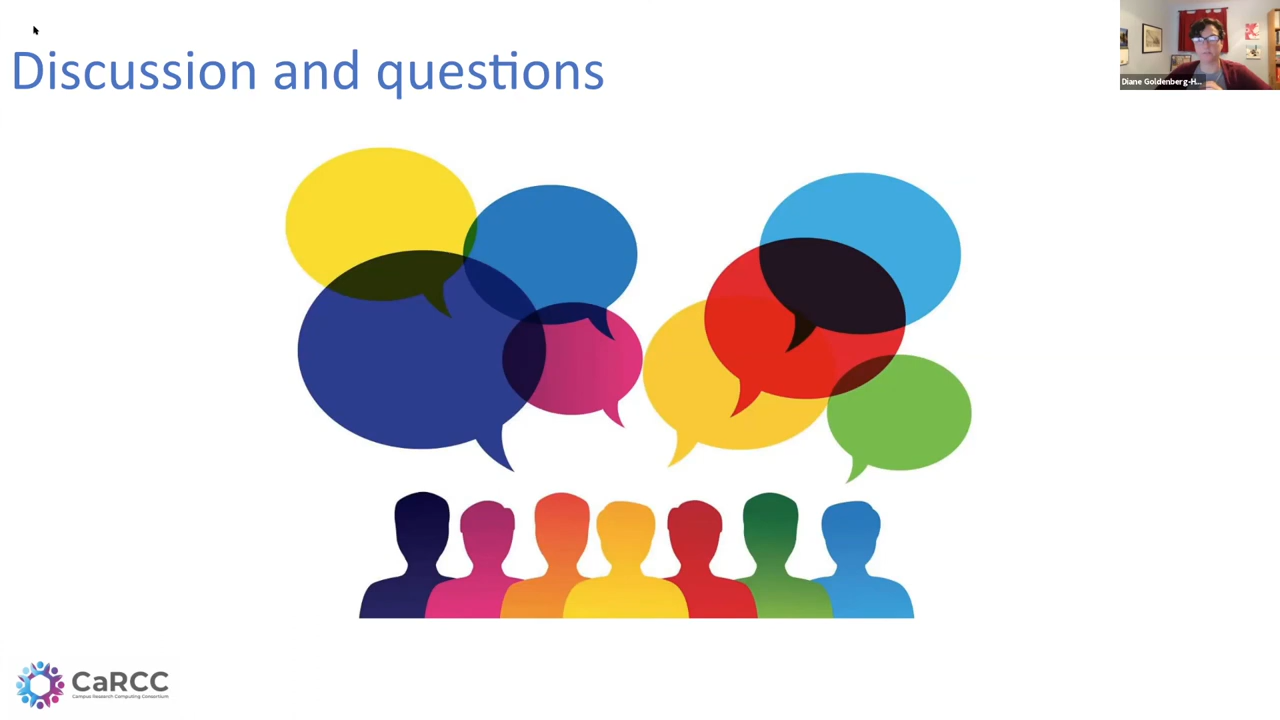 Discussion and questions
Diane Goldenberg-H...
CaRCC
Campus Research Computing Consortium